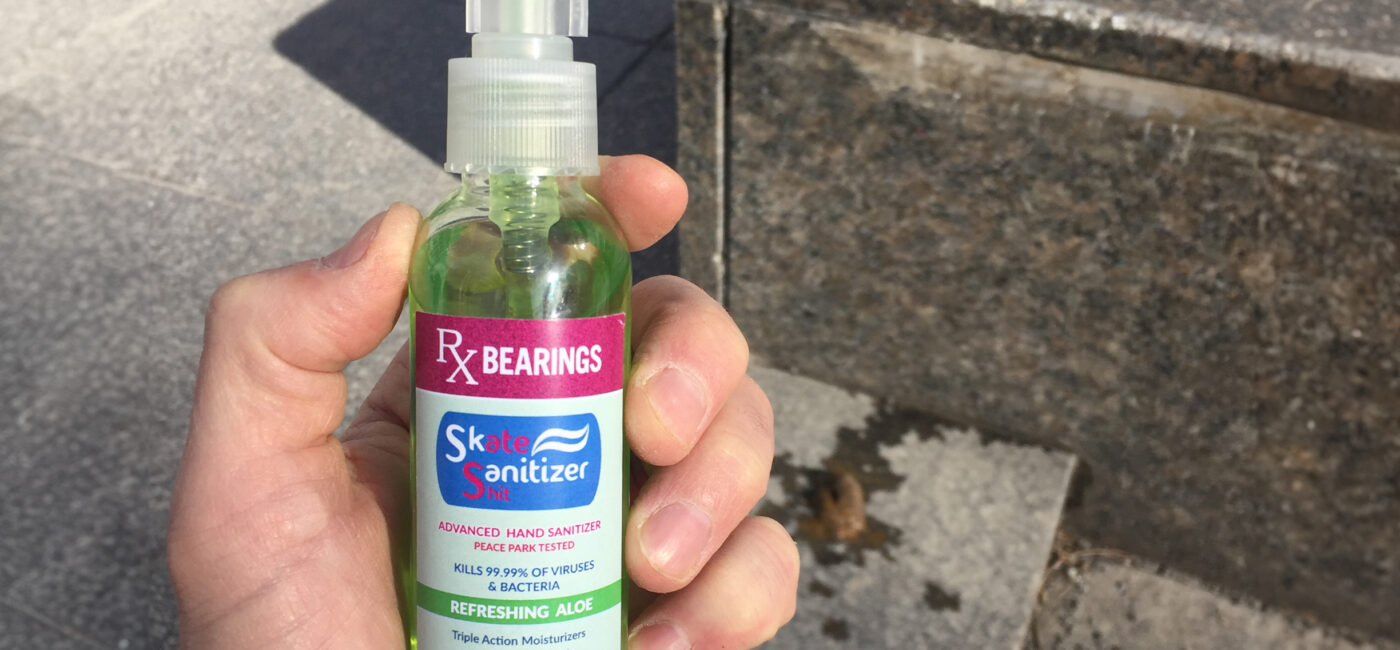 RX BEARINGS
Skate
Sanitizer
Shit
ADVANCED HAND SANITIZER
PEACE PARK TESTED
KILLS 99.99% OF VIRUSES
& BACTERIA
REFRESHING ALOE
Triple Action Moisturizers